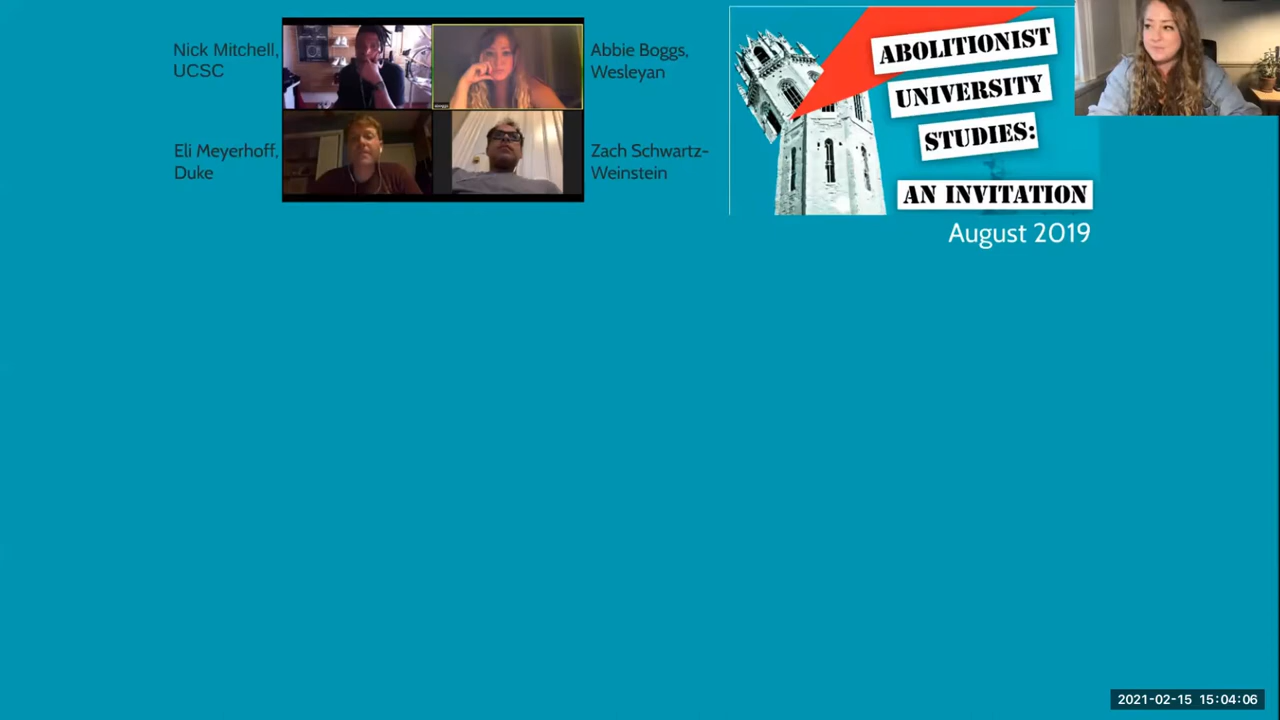 Nick Mitchell,
UCSC
Abbie Boggs,
Wesleyan
Eli Meyerhoff,
Duke
Zach Schwartz-
Weinstein
ABOLITIONIST
UNIVERSITY
STUDIES:
AN INVITATION
August 2019
2021-02-15 15:04:06